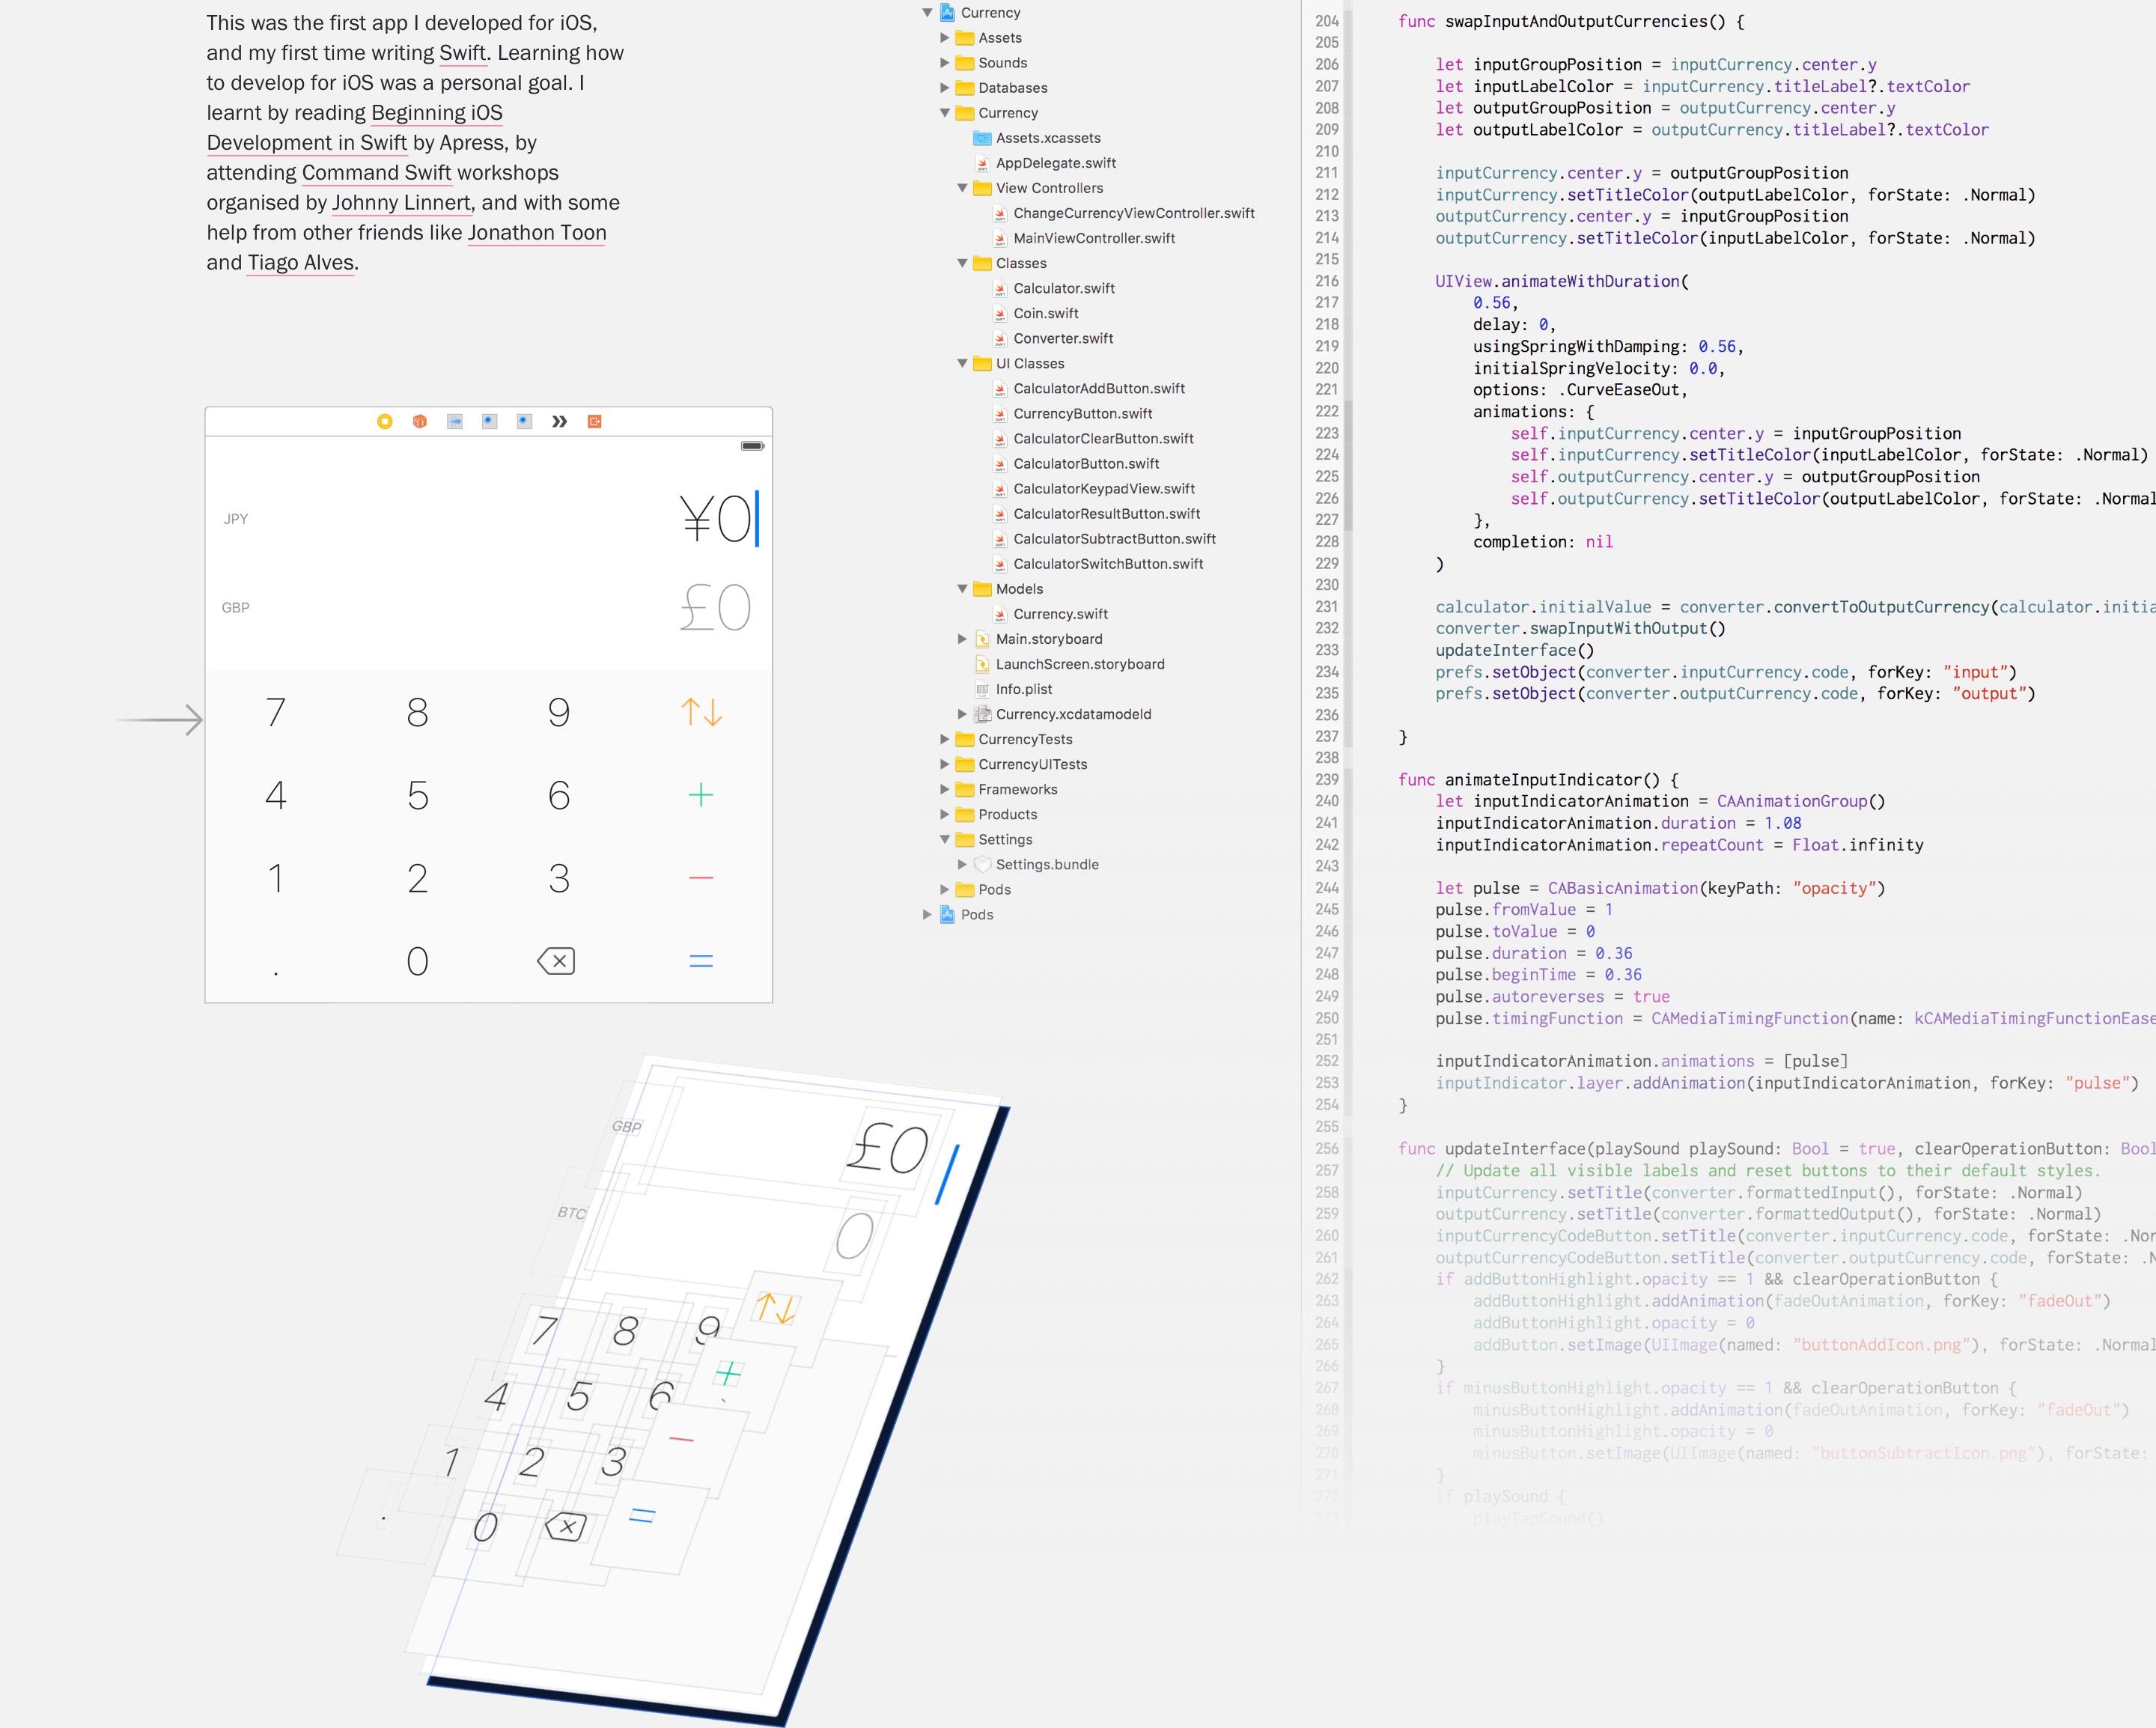 This was the first app I developed for iOS,
and my first time writing Swift. Learning how
to develop for iOS was a personal goal. I
learnt by reading Beginning iOS
Development in Swift by Apress, by
attending Command Swift workshops
organised by Johnny Linnert, and with some
help from other friends like Jonathon Toon
and Tiago Alves.
JPY ¥0
GBP £0
7 8 9 ↑↓
4 5 6 +
1 2 3 −
. 0 =
GBP £0
BTC 0
7 8 9 ↑↓
4 5 6 +
1 2 3 −
. 0 =
Currency
Assets
Sounds
Databases
Currency
Assets.xcassets
AppDelegate.swift
View Controllers
ChangeCurrencyViewController.swift
MainViewController.swift
Classes
Calculator.swift
Coin.swift
Converter.swift
UI Classes
CalculatorAddButton.swift
CurrencyButton.swift
CalculatorClearButton.swift
CalculatorButton.swift
CalculatorKeypadView.swift
CalculatorResultButton.swift
CalculatorSubtractButton.swift
CalculatorSwitchButton.swift
Models
Currency.swift
Main.storyboard
LaunchScreen.storyboard
Info.plist
Currency.xcdatamodeld
CurrencyTests
CurrencyUITests
Frameworks
Products
Settings
Settings.bundle
Pods
Pods
204 func swapInputAndOutputCurrencies() {
205
206 let inputGroupPosition = inputCurrency.center.y
207 let inputLabelColor = inputCurrency.titleLabel?.textColor
208 let outputGroupPosition = outputCurrency.center.y
209 let outputLabelColor = outputCurrency.titleLabel?.textColor
210
211 inputCurrency.center.y = outputGroupPosition
212 inputCurrency.setTitleColor(outputLabelColor, forState: .Normal)
213 outputCurrency.center.y = inputGroupPosition
214 outputCurrency.setTitleColor(inputLabelColor, forState: .Normal)
215
216 UIView.animateWithDuration(
217 0.56,
218 delay: 0,
219 usingSpringWithDamping: 0.56,
220 initialSpringVelocity: 0.0,
221 options: .CurveEaseOut,
222 animations: {
223 self.inputCurrency.center.y = inputGroupPosition
224 self.inputCurrency.setTitleColor(inputLabelColor, forState: .Normal)
225 self.outputCurrency.center.y = outputGroupPosition
226 self.outputCurrency.setTitleColor(outputLabelColor, forState: .Normal
227 },
228 completion: nil
229 )
230
231 calculator.initialValue = converter.convertToOutputCurrency(calculator.initia
232 converter.swapInputWithOutput()
233 updateInterface()
234 prefs.setObject(converter.inputCurrency.code, forKey: "input")
235 prefs.setObject(converter.outputCurrency.code, forKey: "output")
236
237 }
238
239 func animateInputIndicator() {
240 let inputIndicatorAnimation = CAAnimationGroup()
241 inputIndicatorAnimation.duration = 1.08
242 inputIndicatorAnimation.repeatCount = Float.infinity
243
244 let pulse = CABasicAnimation(keyPath: "opacity")
245 pulse.fromValue = 1
246 pulse.toValue = 0
247 pulse.duration = 0.36
248 pulse.beginTime = 0.36
249 pulse.autoreverses = true
250 pulse.timingFunction = CAMediaTimingFunction(name: kCAMediaTimingFunctionEase
251
252 inputIndicatorAnimation.animations = [pulse]
253 inputIndicator.layer.addAnimation(inputIndicatorAnimation, forKey: "pulse")
254 }
255
256 func updateInterface(playSound playSound: Bool = true, clearOperationButton: Bool
257 // Update all visible labels and reset buttons to their default styles.
258 inputCurrency.setTitle(converter.formattedInput(), forState: .Normal)
259 outputCurrency.setTitle(converter.formattedOutput(), forState: .Normal)
260 inputCurrencyCodeButton.setTitle(converter.inputCurrency.code, forState: .Nor
261 outputCurrencyCodeButton.setTitle(converter.outputCurrency.code, forState: .N
262 if addButtonHighlight.opacity == 1 && clearOperationButton {
263 addButtonHighlight.addAnimation(fadeOutAnimation, forKey: "fadeOut")
264 addButtonHighlight.opacity = 0
265 addButton.setImage(UIImage(named: "buttonAddIcon.png"), forState: .Normal
266 }
267 if minusButtonHighlight.opacity == 1 && clearOperationButton {
268 minusButtonHighlight.addAnimation(fadeOutAnimation, forKey: "fadeOut")
269 minusButtonHighlight.opacity = 0
270 minusButton.setImage(UIImage(named: "buttonSubtractIcon.png"), forState:
271 }
272 if playSound {
273 playTapSound()